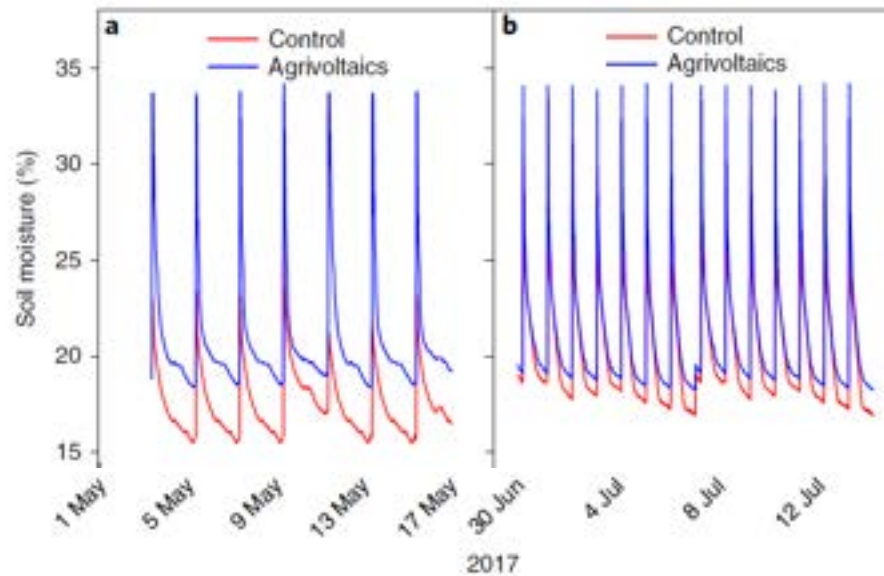 a
Control
Agrivoltaics
b
Control
Agrivoltaics
Soil moisture (%)
35
30
25
20
15
1 May
5 May
9 May
13 May
17 May
30 Jun
4 Jul
8 Jul
12 Jul
2017